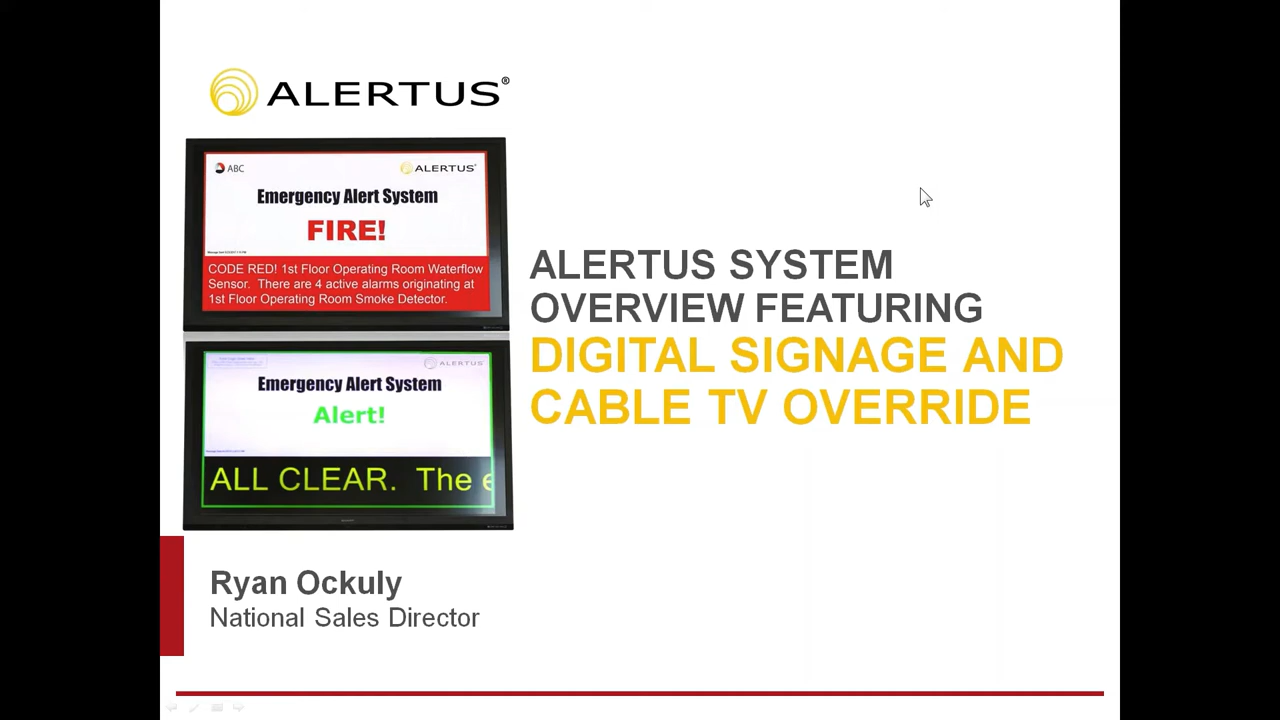 ALERTUS®
ABC
ALERTUS®
Emergency Alert System
FIRE!
CODE RED! 1st Floor Operating Room Waterflow
Sensor. There are 4 active alarms originating at
1st Floor Operating Room Smoke Detector.
ALERTUS
Emergency Alert System
Alert!
ALL CLEAR. The
ALERTUS SYSTEM
OVERVIEW FEATURING
DIGITAL SIGNAGE AND
CABLE TV OVERRIDE
Ryan Ockuly
National Sales Director